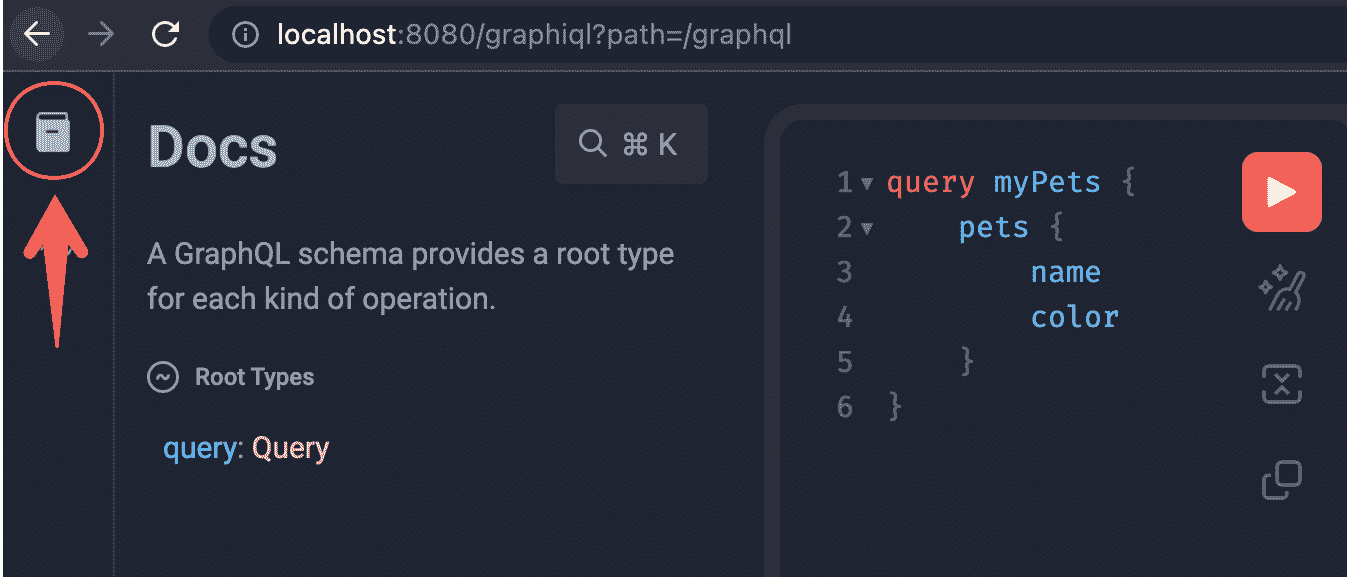 localhost:8080/graphiql?path=/graphql
Docs
⌘ K
A GraphQL schema provides a root type
for each kind of operation.
Root Types
query: Query
1 query myPets {
2     pets {
3         name
4         color
5     }
6 }